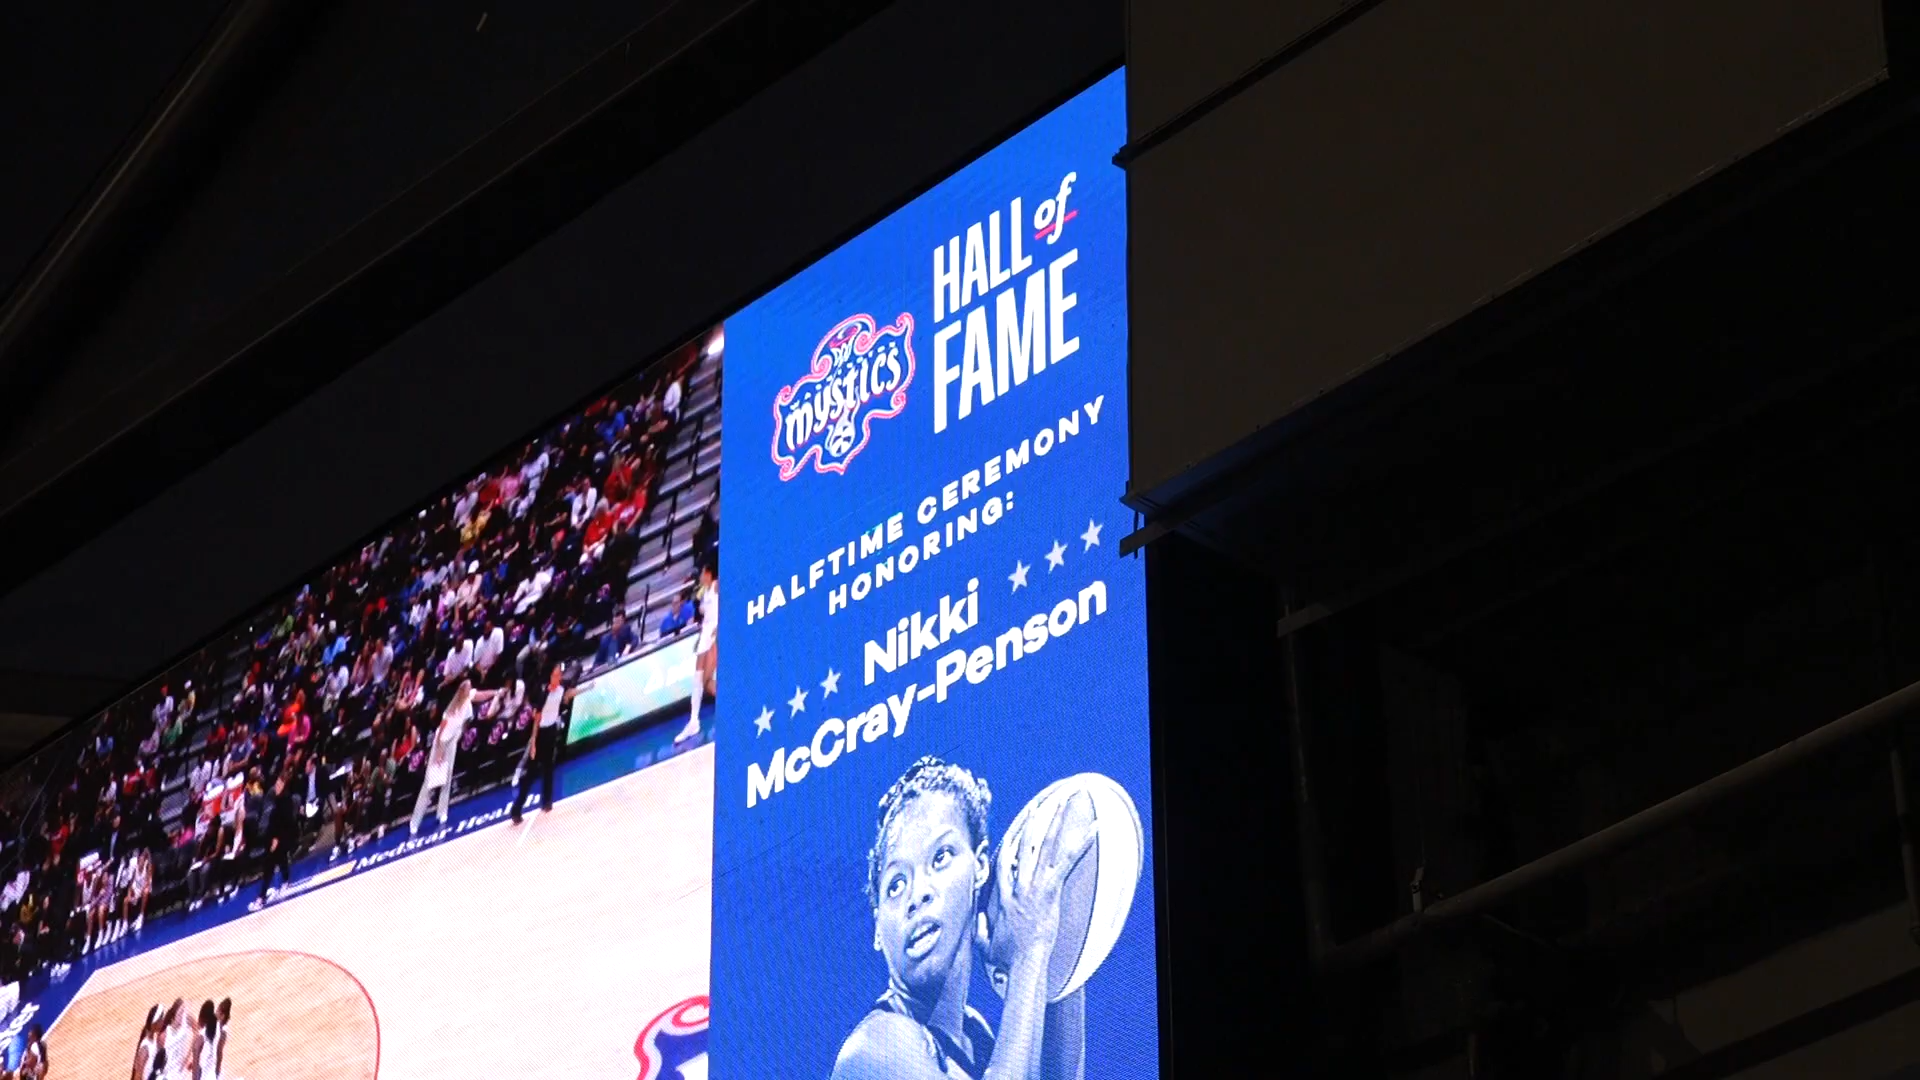 HALL of
FAME
mystics
HALFTIME CEREMONY
HONORING:
Nikki
McCray-Penson
MedStar Health